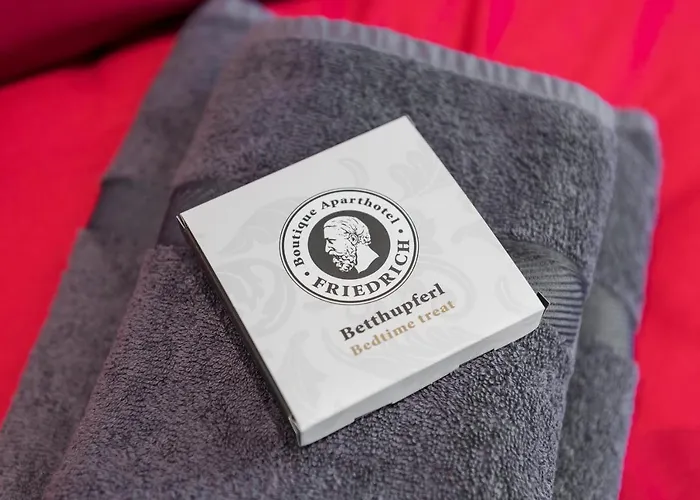 Boutique Aparthotel
FRIEDRICH
Betthupferl
Bedtime treat